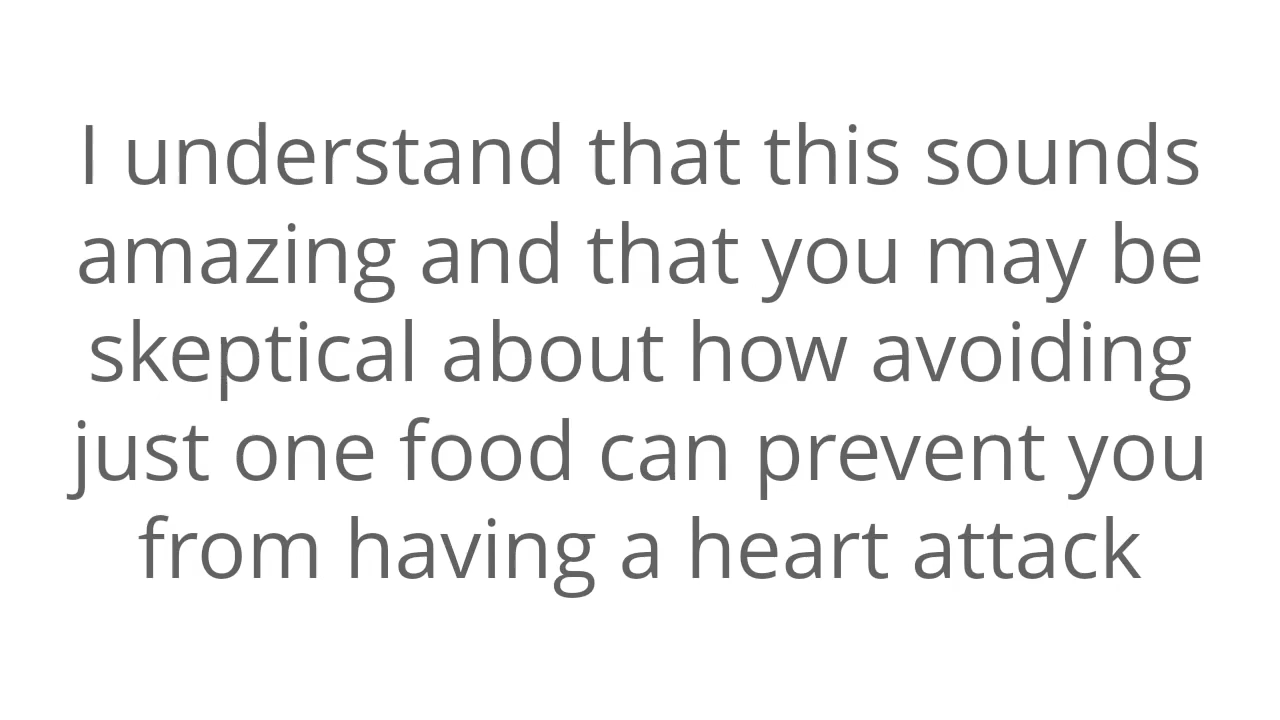 I understand that this sounds
amazing and that you may be
skeptical about how avoiding
just one food can prevent you
from having a heart attack